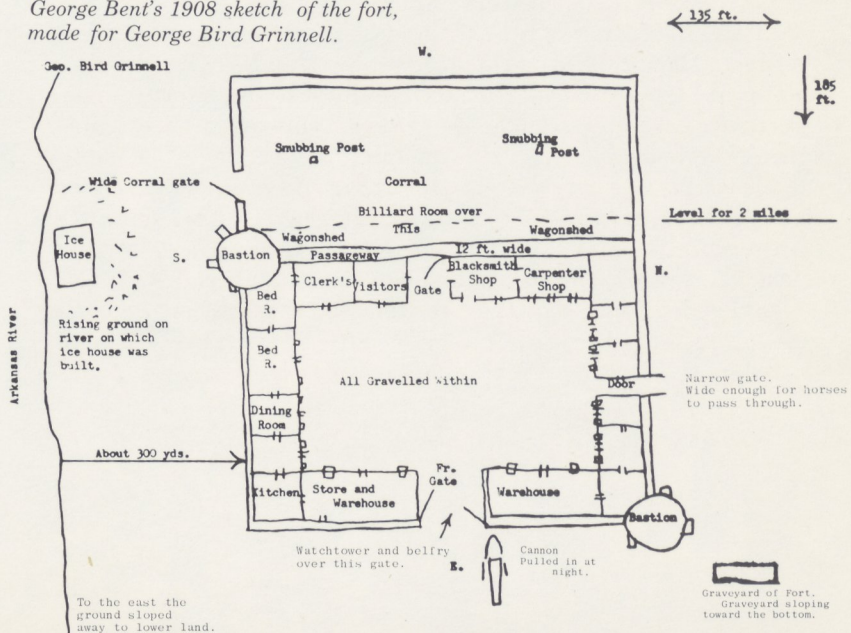 George Bent's 1908 sketch of the fort,
made for George Bird Grinnell.
135 ft.
W.
Geo. Bird Grinnell
185
ft.
Snubbing Post
Snubbing
Post
Wide Corral gate
Corral
Billiard Room over
This
Level for 2 miles
Wagonshed
Wagonshed
Ice
House
S.
Bastion
Passageway
12 ft. wide
N.
Clerk's
Visitors
Gate
Blacksmith
Shop
Carpenter
Shop
Bed
R.
Rising ground on
river on which
ice house was
built.
Arkansas River
Bed
R.
All Gravelled Within
Door
Narrow gate.
Wide enough for horses
to pass through.
Dining
Room
About 300 yds.
Kitchen
Store and
Warehouse
Fr.
Gate
Warehouse
Bastion
Watchtower and belfry
over this gate.
E.
Cannon
Pulled in at
night.
Graveyard of Fort.
Graveyard sloping
toward the bottom.
To the east the
ground sloped
away to lower land.